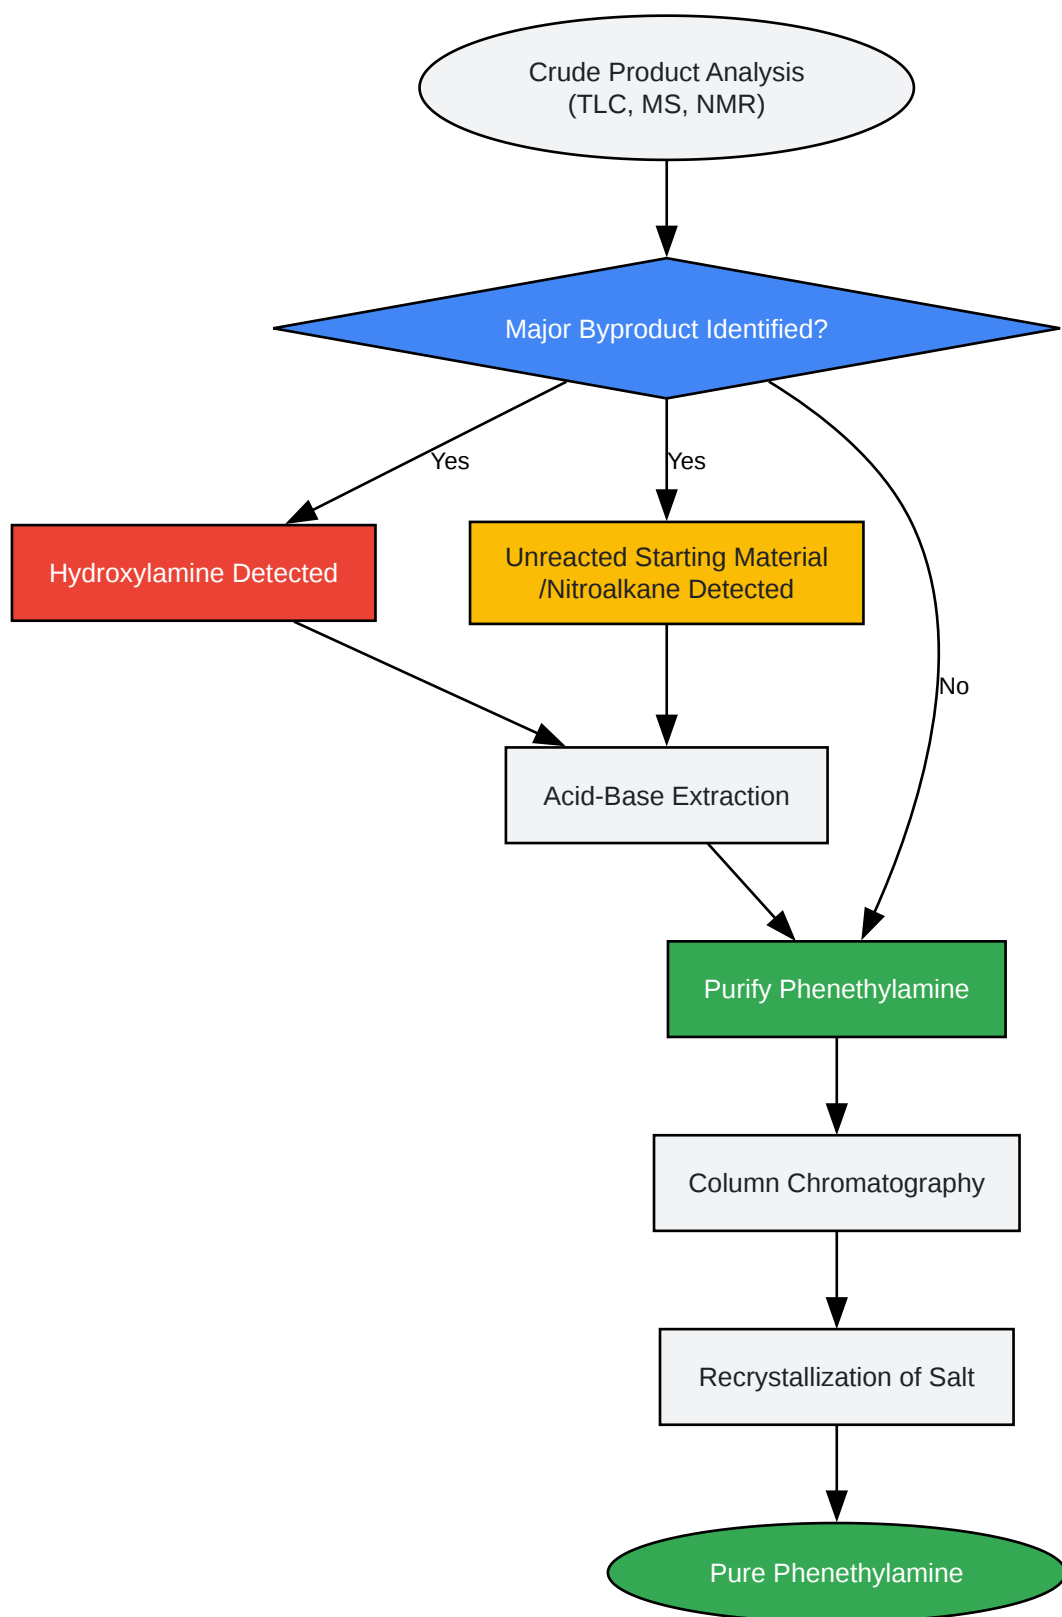 Crude Product Analysis
(TLC, MS, NMR)
Major Byproduct Identified?
Yes
Yes
Hydroxylamine Detected
Unreacted Starting Material
/Nitroalkane Detected
No
Acid-Base Extraction
Purify Phenethylamine
Column Chromatography
Recrystallization of Salt
Pure Phenethylamine